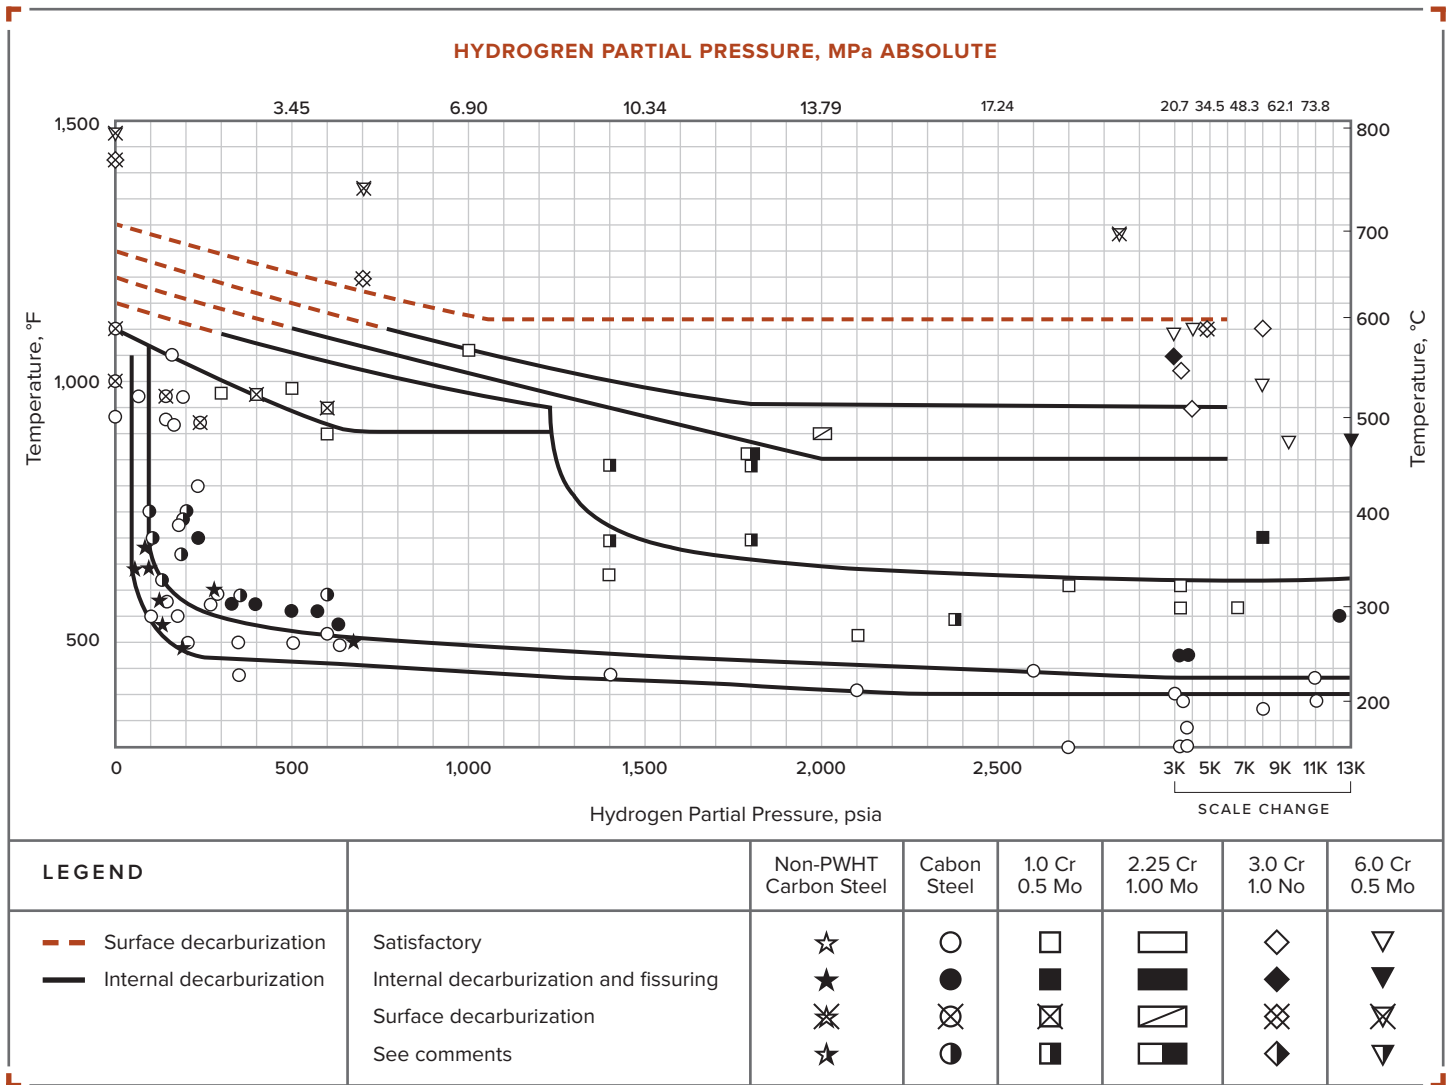 HYDROGREN PARTIAL PRESSURE, MPa ABSOLUTE
3.45 6.90 10.34 13.79 17.24 20.7 34.5 48.3 62.1 73.8
1,500
1,000
500
Temperature, °F
800
700
600
500
400
300
200
Temperature, °C
0 500 1,000 1,500 2,000 2,500 3K 5K 7K 9K 11K 13K
Hydrogen Partial Pressure, psia
SCALE CHANGE
LEGEND
Non-PWHT
Carbon Steel
Cabon
Steel
1.0 Cr
0.5 Mo
2.25 Cr
1.00 Mo
3.0 Cr
1.0 No
6.0 Cr
0.5 Mo
Surface decarburization
Internal decarburization
Satisfactory
Internal decarburization and fissuring
Surface decarburization
See comments